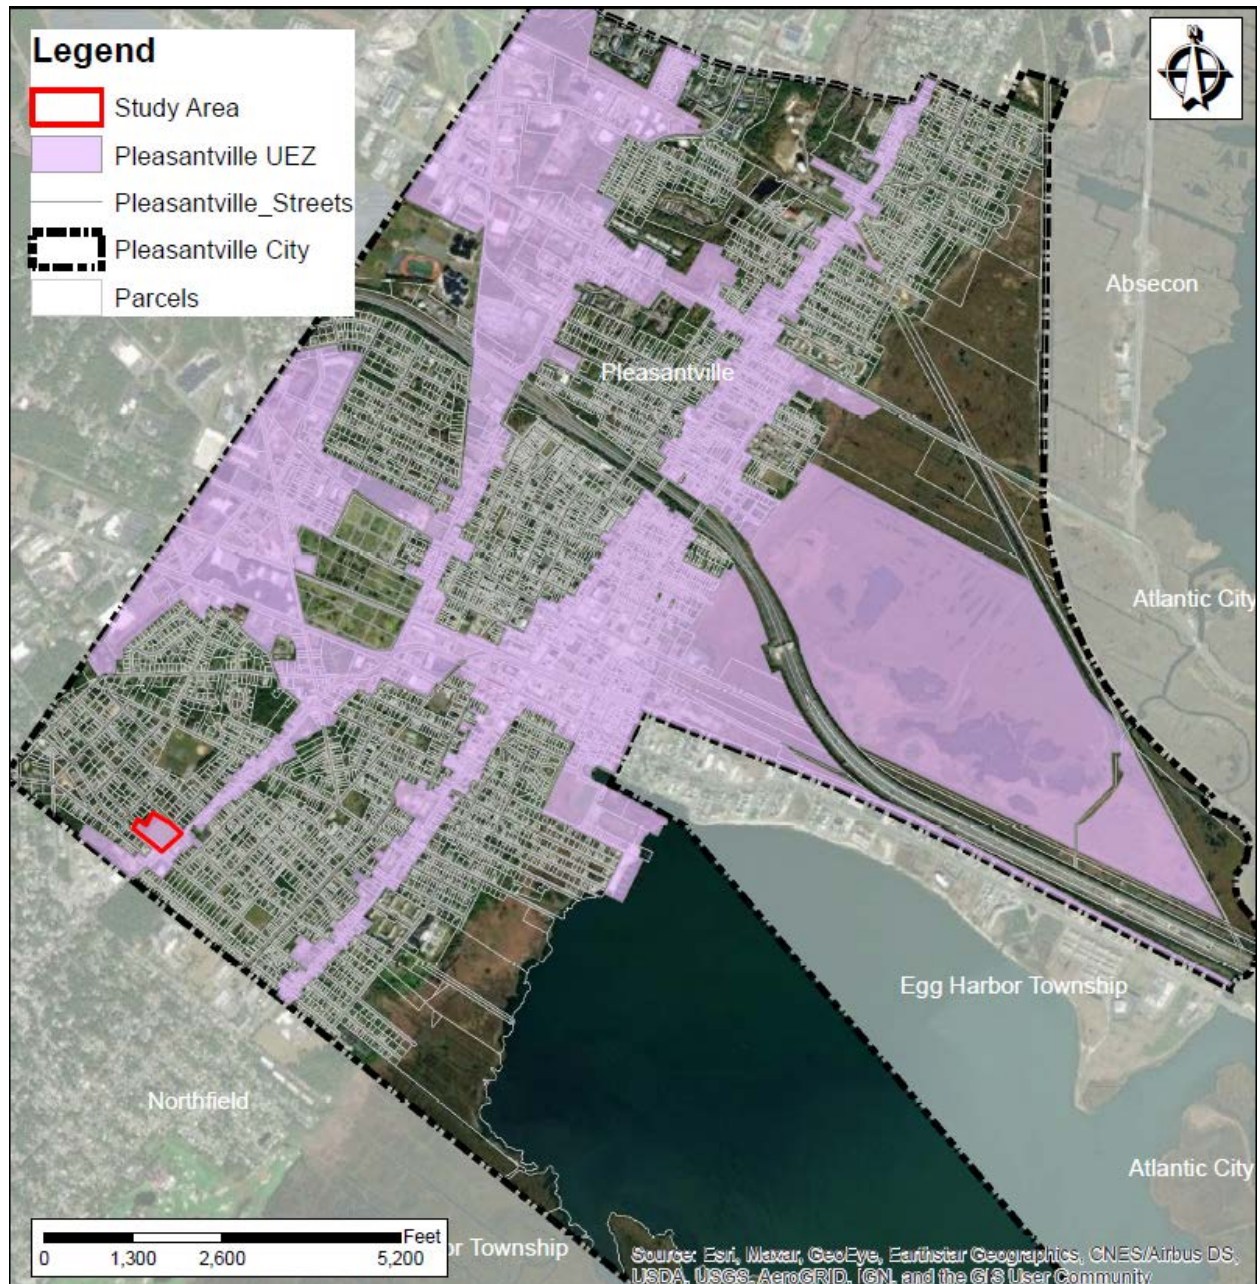 Legend
Study Area
Pleasantville UEZ
Pleasantville_Streets
Pleasantville City
Parcels
N
Absecon
Pleasantville
Atlantic City
Egg Harbor Township
Northfield
Atlantic City
Feet
0 1,300 2,600 5,200
or Township
Source: Esri, Maxar, GeoEye, Earthstar Geographics, CNES/Airbus DS,
USDA, USGS, AeroGRID, IGN, and the GIS User Community